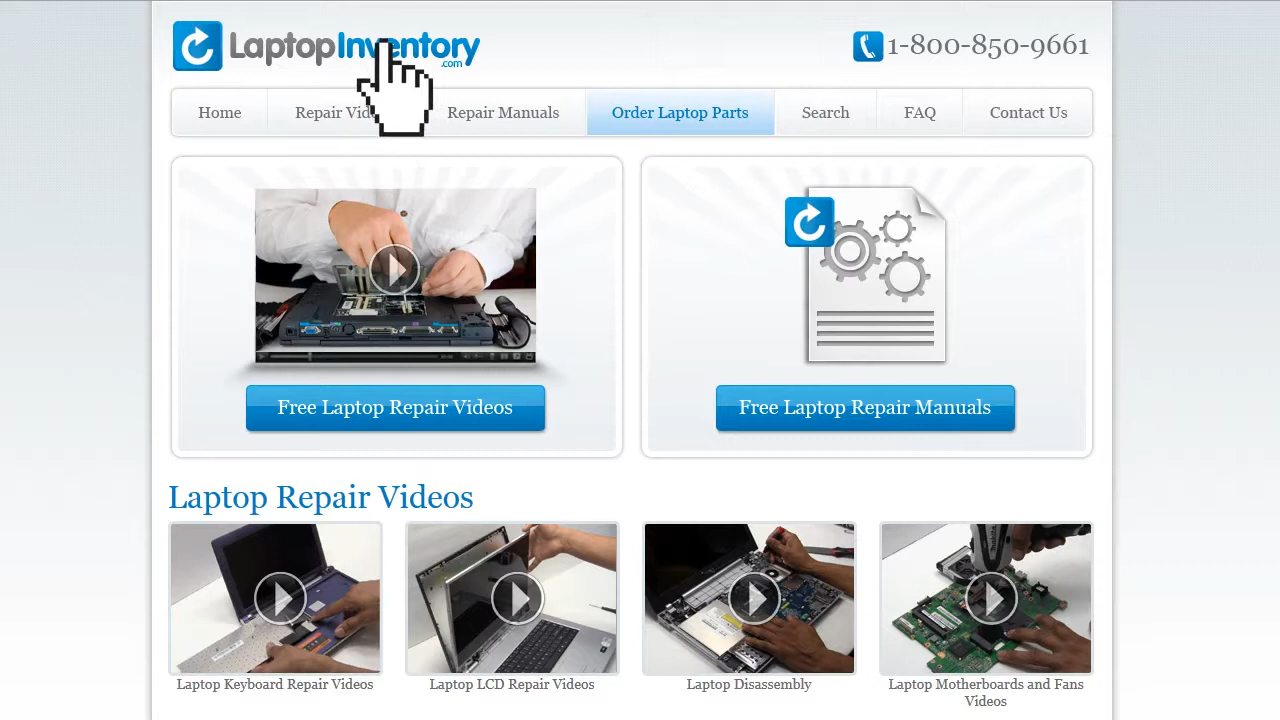 LaptopInventory
.com
1-800-850-9661
Home
Repair Vid
Repair Manuals
Order Laptop Parts
Search
FAQ
Contact Us
Free Laptop Repair Videos
Free Laptop Repair Manuals
Laptop Repair Videos
Laptop Keyboard Repair Videos
Laptop LCD Repair Videos
Laptop Disassembly
Laptop Motherboards and Fans
Videos